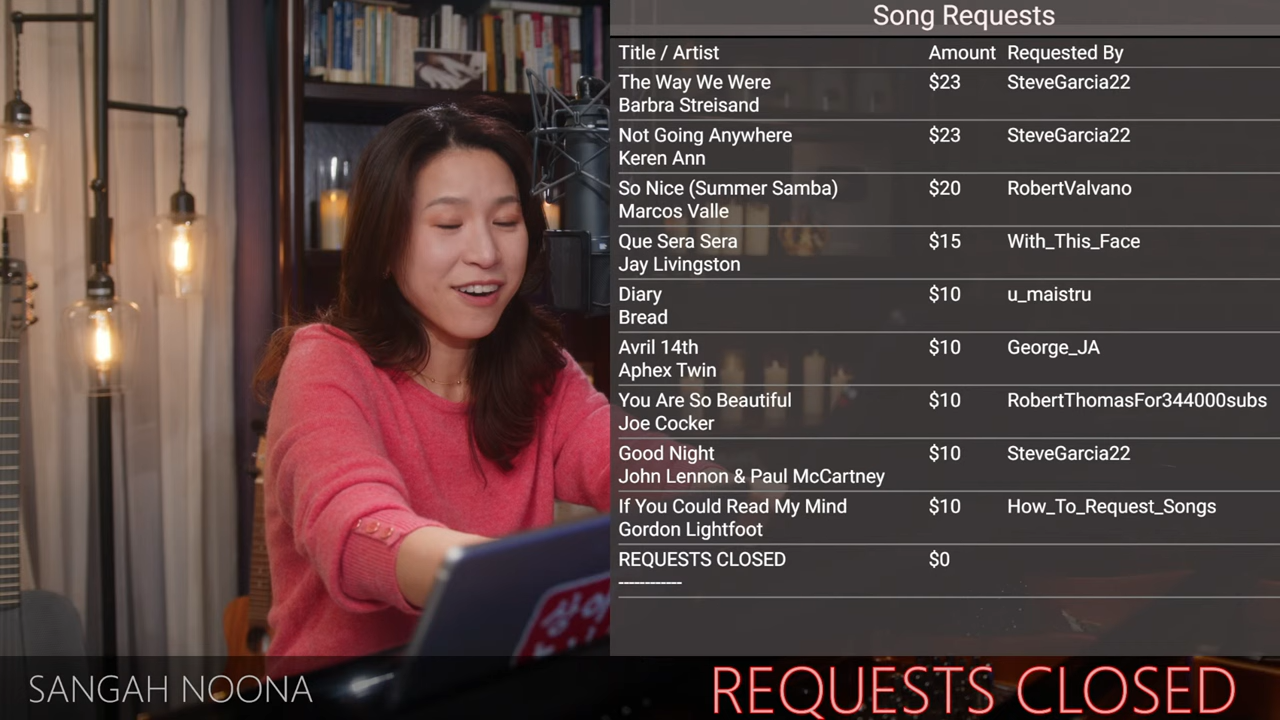 Song Requests
Title / Artist Amount Requested By
The Way We Were $23 SteveGarcia22
Barbra Streisand
Not Going Anywhere $23 SteveGarcia22
Keren Ann
So Nice (Summer Samba) $20 RobertValvano
Marcos Valle
Que Sera Sera $15 With_This_Face
Jay Livingston
Diary $10 u_maistru
Bread
Avril 14th $10 George_JA
Aphex Twin
You Are So Beautiful $10 RobertThomasFor344000subs
Joe Cocker
Good Night $10 SteveGarcia22
John Lennon & Paul McCartney
If You Could Read My Mind $10 How_To_Request_Songs
Gordon Lightfoot
REQUESTS CLOSED $0
------------
SANGAH NOONA
REQUESTS CLOSED